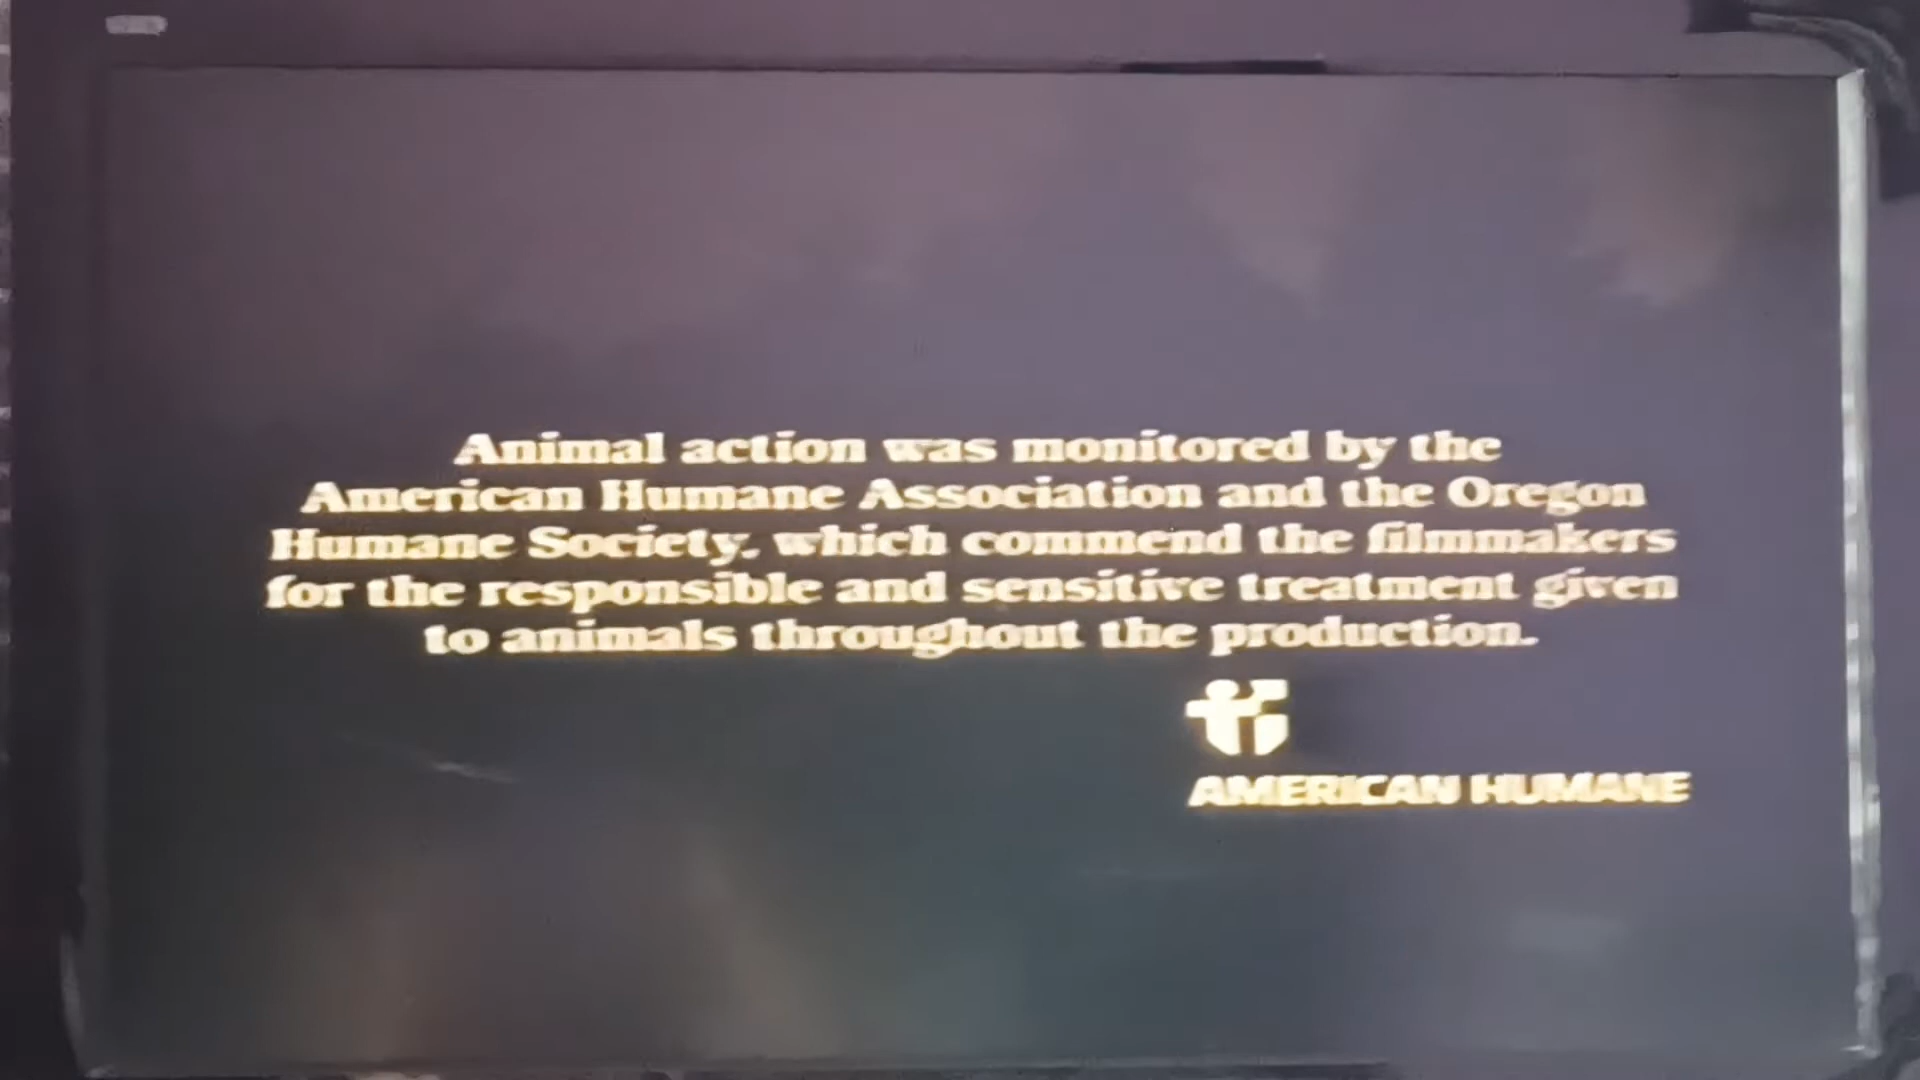 Animal action was monitored by the
American Humane Association and the Oregon
Humane Society, which commend the filmmakers
for the responsible and sensitive treatment given
to animals throughout the production.
AMERICAN HUMANE